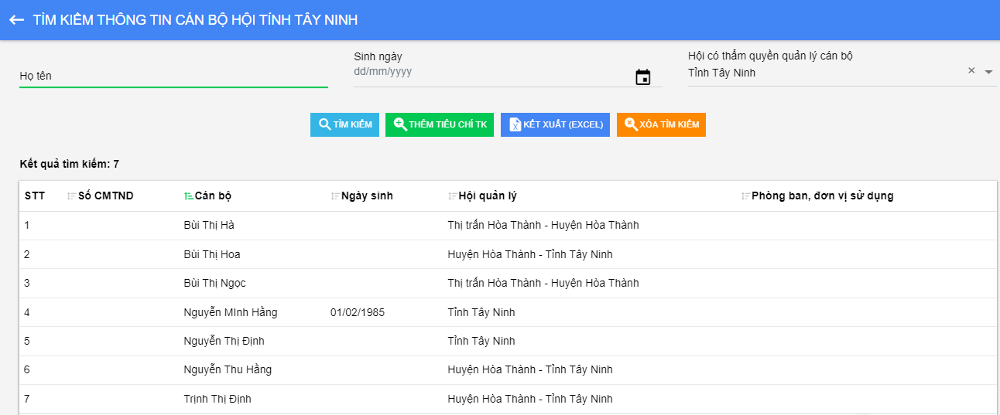 TÌM KIẾM THÔNG TIN CÁN BỘ HỘI TỈNH TÂY NINH
Họ tên
Sinh ngày
dd/mm/yyyy
Hội có thẩm quyền quản lý cán bộ
Tỉnh Tây Ninh
TÌM KIẾM THÊM TIÊU CHÍ TK KẾT XUẤT (EXCEL) XÓA TÌM KIẾM
Kết quả tìm kiếm: 7
STT Số CMTND Cán bộ Ngày sinh Hội quản lý Phòng ban, đơn vị sử dụng
1 Bùi Thị Hà Thị trấn Hòa Thành - Huyện Hòa Thành
2 Bùi Thị Hoa Huyện Hòa Thành - Tỉnh Tây Ninh
3 Bùi Thị Ngọc Thị trấn Hòa Thành - Huyện Hòa Thành
4 Nguyễn MInh Hằng 01/02/1985 Tỉnh Tây Ninh
5 Nguyễn Thị Định Tỉnh Tây Ninh
6 Nguyễn Thu Hằng Huyện Hòa Thành - Tỉnh Tây Ninh
7 Trịnh Thị Định Huyện Hòa Thành - Tỉnh Tây Ninh